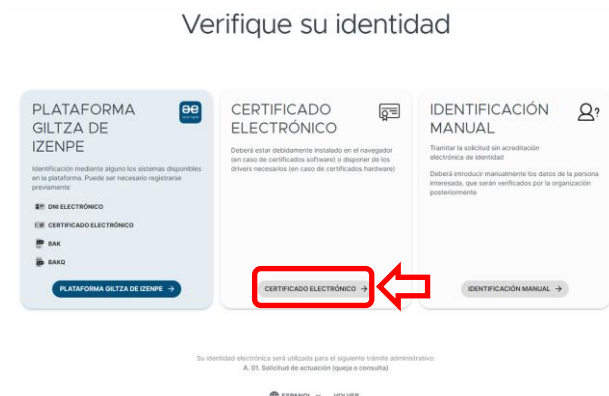 Verifique su identidad
PLATAFORMA
GILTZA DE
IZENPE
Identificación mediante alguno los sistemas disponibles
en la plataforma. Puede ser necesario registrarse
previamente
DNI ELECTRÓNICO
CERTIFICADO ELECTRÓNICO
BAK
BAKQ
PLATAFORMA GILTZA DE IZENPE →
CERTIFICADO
ELECTRÓNICO
Deberá estar debidamente instalado en el navegador
(en caso de certificados software) o disponer de los
drivers necesarios (en caso de certificados hardware)
CERTIFICADO ELECTRÓNICO →
IDENTIFICACIÓN
MANUAL
Tramitar la solicitud sin acreditación
electrónica de identidad
Deberá introducir manualmente los datos de la persona
interesada, que serán verificados por la organización
posteriormente
IDENTIFICACIÓN MANUAL →
Su identidad electrónica será utilizada para el siguiente trámite administrativo:
A. 01. Solicitud de actuación (queja o consulta)
ESPAÑOL
VOLVER